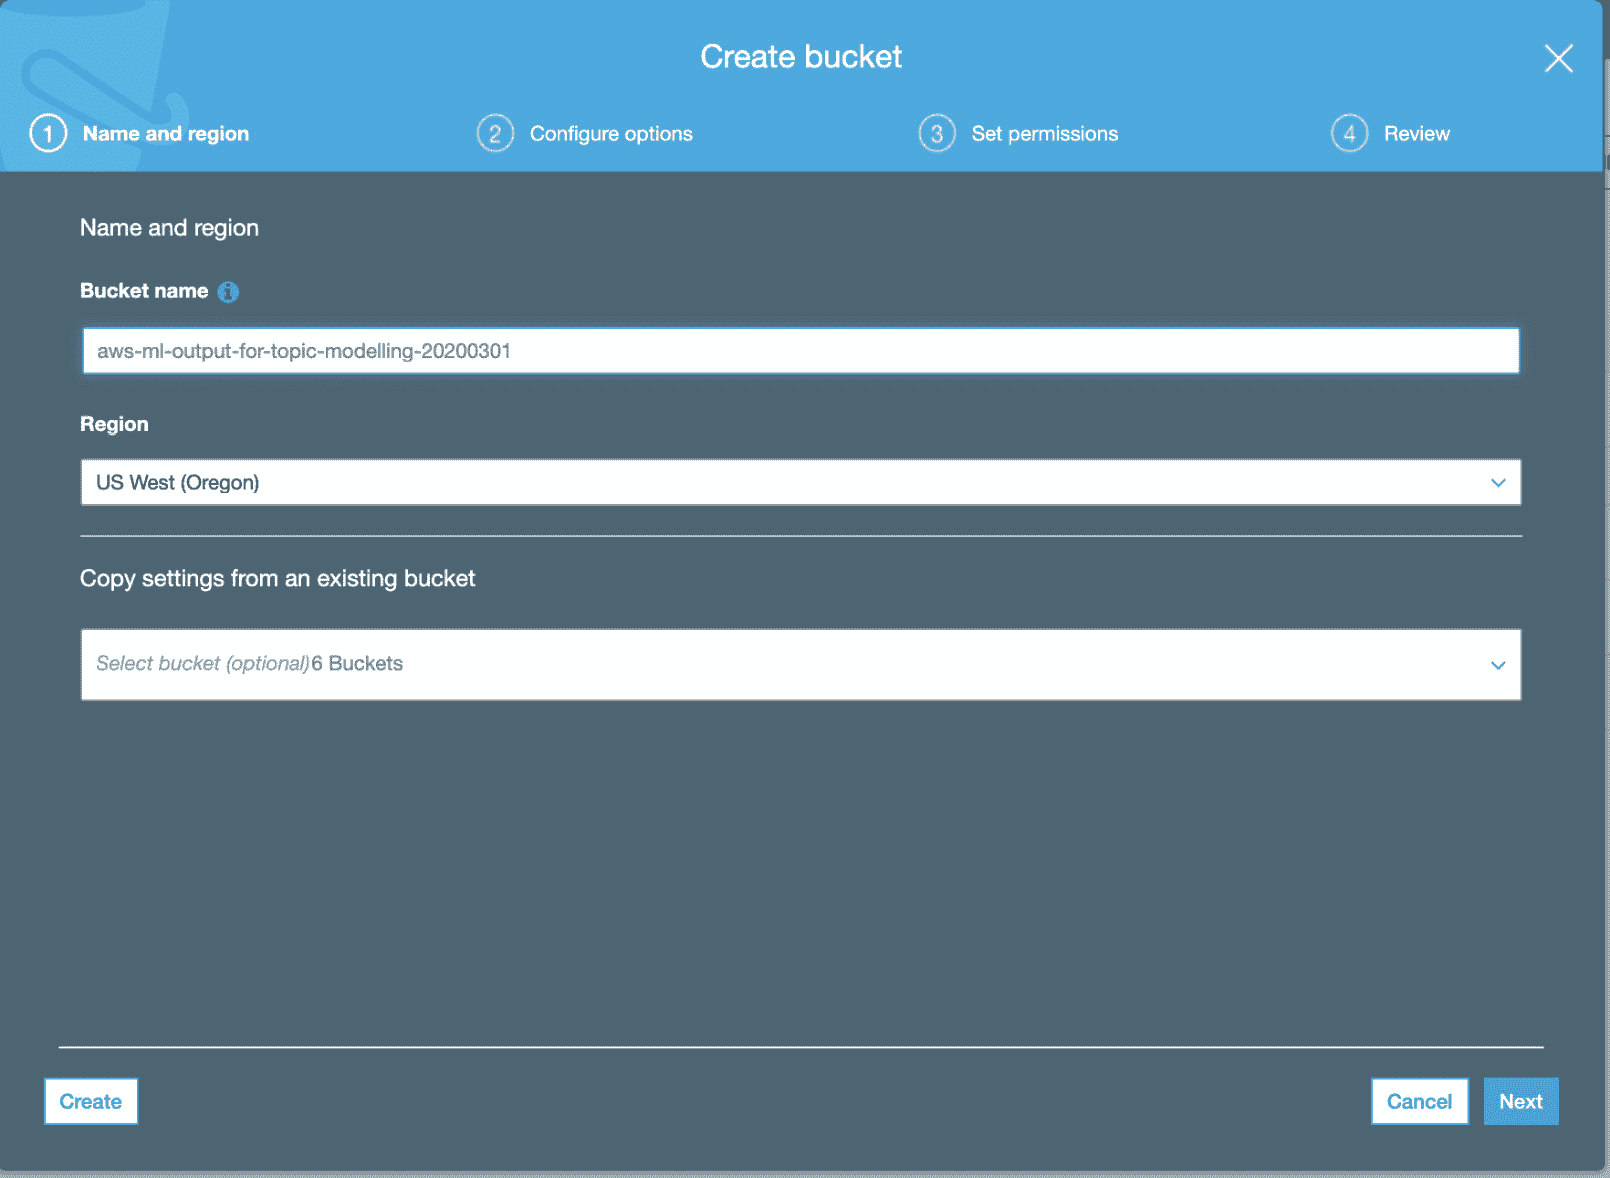 Create bucket
1 Name and region 2 Configure options 3 Set permissions 4 Review
Name and region
Bucket name i
aws-ml-output-for-topic-modelling-20200301
Region
US West (Oregon)
Copy settings from an existing bucket
Select bucket (optional)6 Buckets
Create Cancel Next